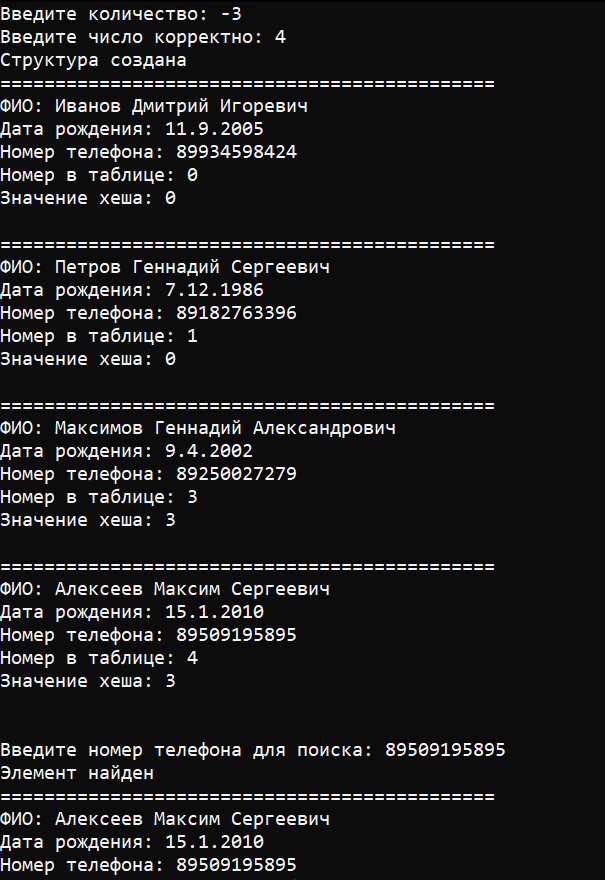 Введите количество: -3
Введите число корректно: 4
Структура создана
=============================================
ФИО: Иванов Дмитрий Игоревич
Дата рождения: 11.9.2005
Номер телефона: 89934598424
Номер в таблице: 0
Значение хеша: 0
=============================================
ФИО: Петров Геннадий Сергеевич
Дата рождения: 7.12.1986
Номер телефона: 89182763396
Номер в таблице: 1
Значение хеша: 0
=============================================
ФИО: Максимов Геннадий Александрович
Дата рождения: 9.4.2002
Номер телефона: 89250027279
Номер в таблице: 3
Значение хеша: 3
=============================================
ФИО: Алексеев Максим Сергеевич
Дата рождения: 15.1.2010
Номер телефона: 89509195895
Номер в таблице: 4
Значение хеша: 3
Введите номер телефона для поиска: 89509195895
Элемент найден
=============================================
ФИО: Алексеев Максим Сергеевич
Дата рождения: 15.1.2010
Номер телефона: 89509195895